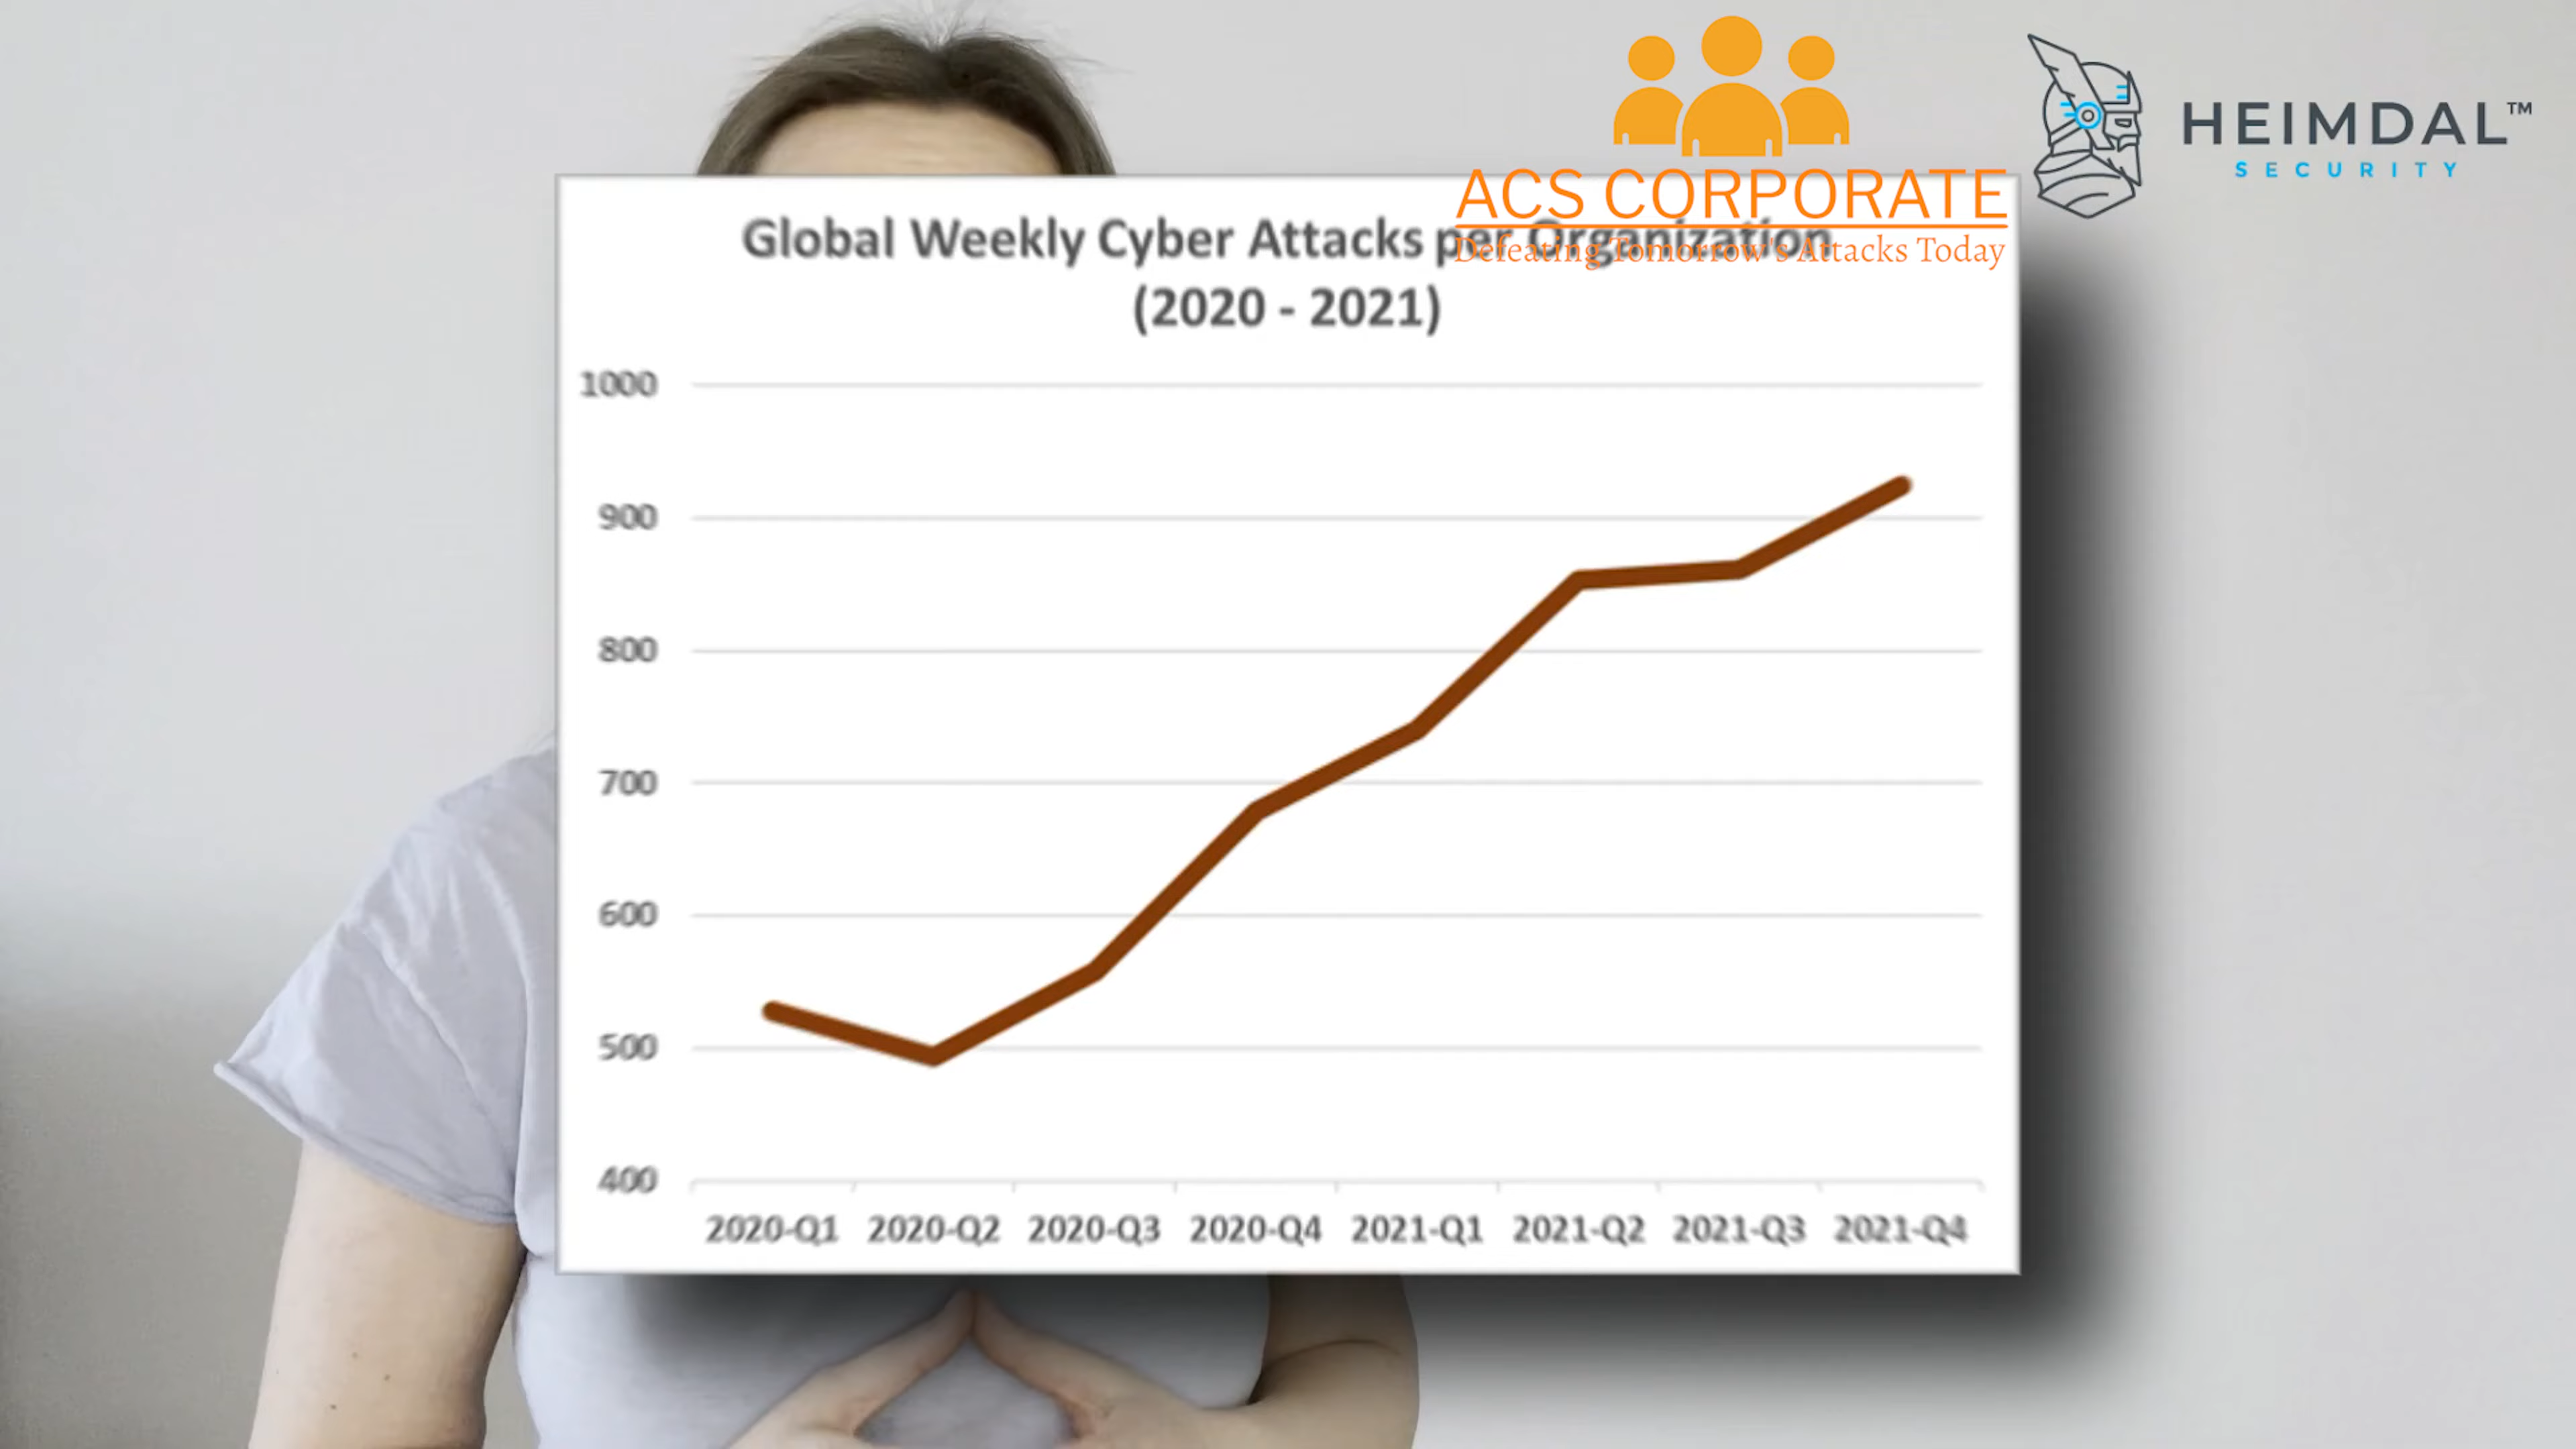 ACS CORPORATE
Defeating Tomorrow's Attacks Today
HEIMDAL™
SECURITY
Global Weekly Cyber Attacks per Organization
(2020 - 2021)
1000
900
800
700
600
500
400
2020-Q1 2020-Q2 2020-Q3 2020-Q4 2021-Q1 2021-Q2 2021-Q3 2021-Q4